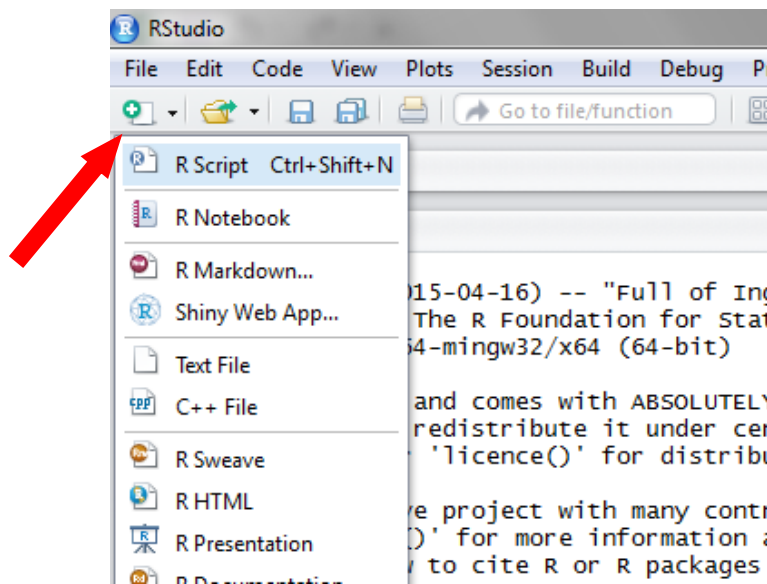 RStudio
File Edit Code View Plots Session Build Debug P
Go to file/function
R Script Ctrl+Shift+N
R Notebook
R Markdown...
Shiny Web App...
Text File
C++ File
R Sweave
R HTML
R Presentation
R Documentation
)15-04-16) -- "Full of Ing
The R Foundation for Stat
64-mingw32/x64 (64-bit)
and comes with ABSOLUTELY
redistribute it under cer
'licence()' for distribu
ve project with many contr
()' for more information a
to cite R or R packages